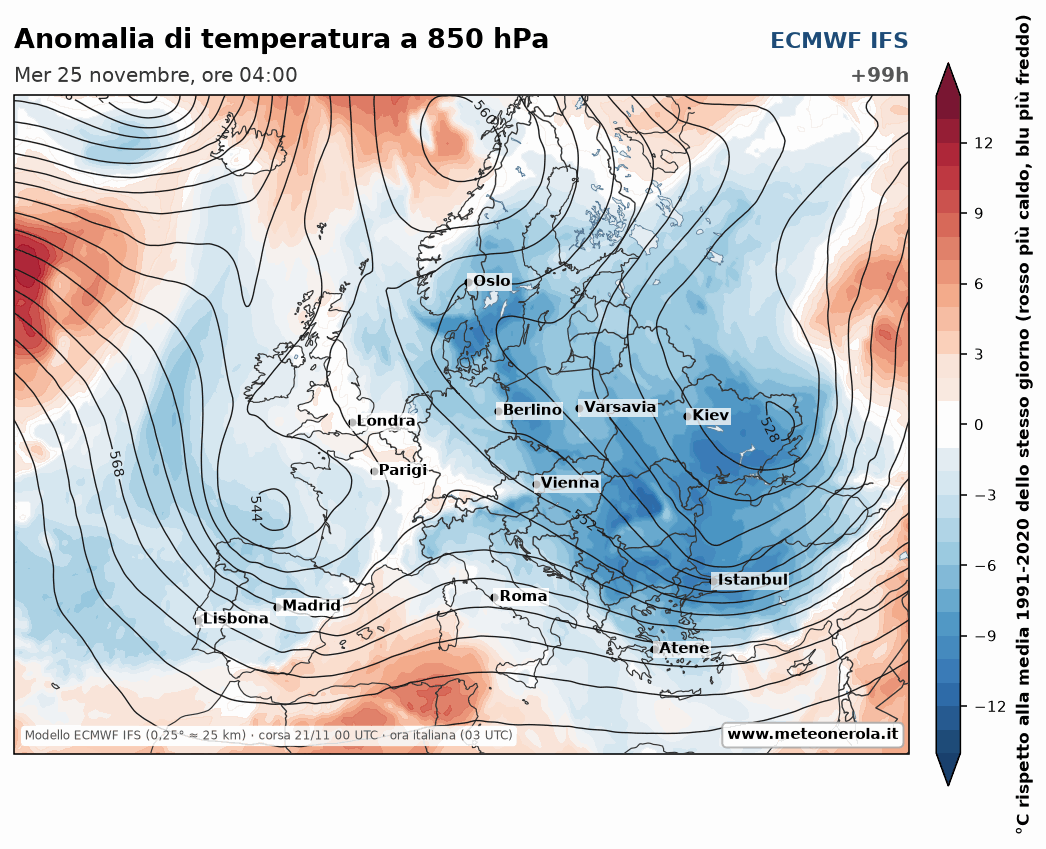 Anomalia di temperatura a 850 hPa
ECMWF IFS
Mer 25 novembre, ore 04:00
+99h
560
Oslo
568
Londra
Berlino
Varsavia
Kiev
528
Parigi
Vienna
544
Istanbul
Roma
Madrid
Lisbona
Atene
Modello ECMWF IFS (0,25° ≈ 25 km) · corsa 21/11 00 UTC · ora italiana (03 UTC)
www.meteonerola.it
12
9
6
3
0
−3
−6
−9
−12
°C rispetto alla media 1991-2020 dello stesso giorno (rosso più caldo, blu più freddo)